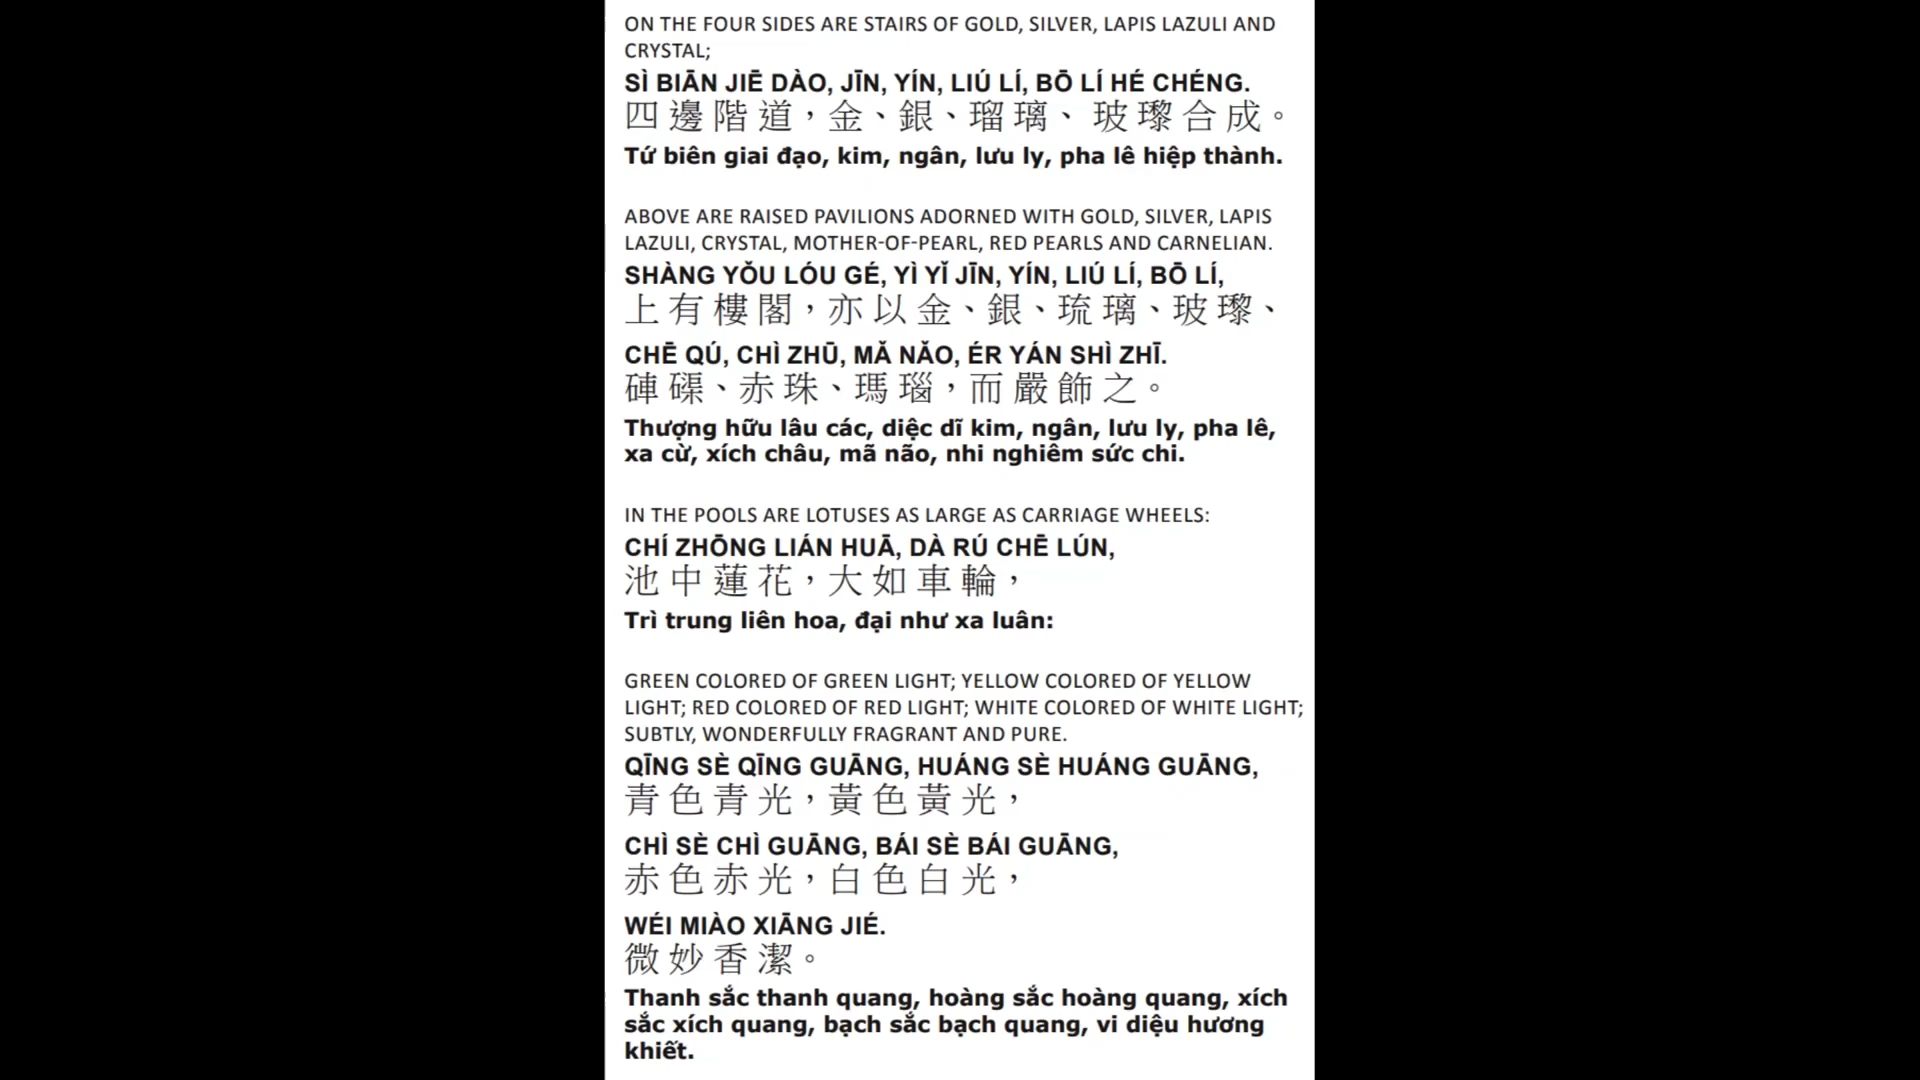 ON THE FOUR SIDES ARE STAIRS OF GOLD, SILVER, LAPIS LAZULI AND
CRYSTAL;
SÌ BIĀN JIĒ DÀO, JĪN, YÍN, LIÚ LÍ, BŌ LÍ HÉ CHÉNG.
四邊階道，金、銀、瑠璃、玻瓈合成。
Tứ biên giai đạo, kim, ngân, lưu ly, pha lê hiệp thành.
ABOVE ARE RAISED PAVILIONS ADORNED WITH GOLD, SILVER, LAPIS
LAZULI, CRYSTAL, MOTHER-OF-PEARL, RED PEARLS AND CARNELIAN.
SHÀNG YǑU LÓU GÉ, YÌ YǏ JĪN, YÍN, LIÚ LÍ, BŌ LÍ,
上有樓閣，亦以金、銀、琉璃、玻瓈、
CHĒ QÚ, CHÌ ZHŪ, MǍ NǍO, ÉR YÁN SHÌ ZHĪ.
硨磲、赤珠、瑪瑙，而嚴飾之。
Thượng hữu lâu các, diệc dĩ kim, ngân, lưu ly, pha lê,
xa cừ, xích châu, mã não, nhi nghiêm sức chi.
IN THE POOLS ARE LOTUSES AS LARGE AS CARRIAGE WHEELS:
CHÍ ZHŌNG LIÁN HUĀ, DÀ RÚ CHĒ LÚN,
池中蓮花，大如車輪，
Trì trung liên hoa, đại như xa luân:
GREEN COLORED OF GREEN LIGHT; YELLOW COLORED OF YELLOW
LIGHT; RED COLORED OF RED LIGHT; WHITE COLORED OF WHITE LIGHT;
SUBTLY, WONDERFULLY FRAGRANT AND PURE.
QĪNG SÈ QĪNG GUĀNG, HUÁNG SÈ HUÁNG GUĀNG,
青色青光，黃色黃光，
CHÌ SÈ CHÌ GUĀNG, BÁI SÈ BÁI GUĀNG,
赤色赤光，白色白光，
WÉI MIÀO XIĀNG JIÉ.
微妙香潔。
Thanh sắc thanh quang, hoàng sắc hoàng quang, xích
sắc xích quang, bạch sắc bạch quang, vi diệu hương
khiết.